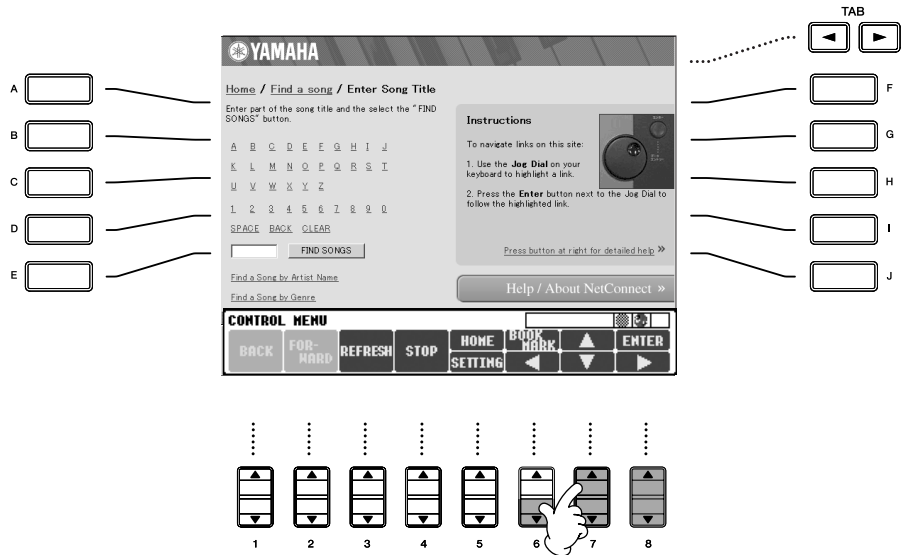 TAB
A
B
C
D
E
F
G
H
I
J
YAMAHA
Home / Find a song / Enter Song Title
Enter part of the song title and the select the "FIND
SONGS" button.
A B C D E F G H I J
K L M N O P Q R S T
U V W X Y Z
1 2 3 4 5 6 7 8 9 0
SPACE BACK CLEAR
FIND SONGS
Find a Song by Artist Name
Find a Song by Genre
Instructions
To navigate links on this site:
1. Use the Jog Dial on your
keyboard to highlight a link.
2. Press the Enter button next to the Jog Dial to
follow the highlighted link.
Press button at right for detailed help »
Help / About NetConnect »
CONTROL MENU
BACK
FOR-
WARD
REFRESH
STOP
HOME
SETTING
BOOK
MARK
ENTER
1 2 3 4 5 6 7 8